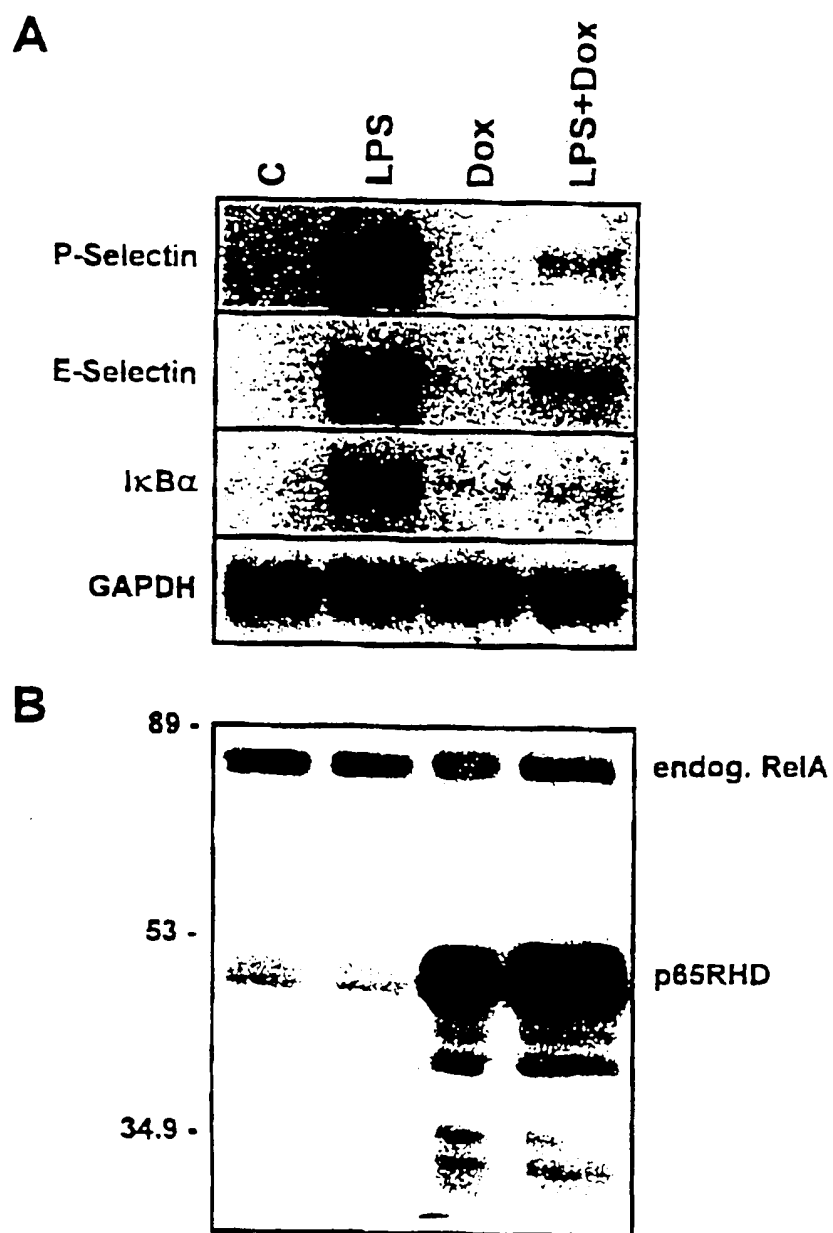 A
C
LPS
Dox
LPS+Dox
P-Selectin
E-Selectin
IκBα
GAPDH
B
89 -
endog. RelA
53 -
p65RHD
34.9 -